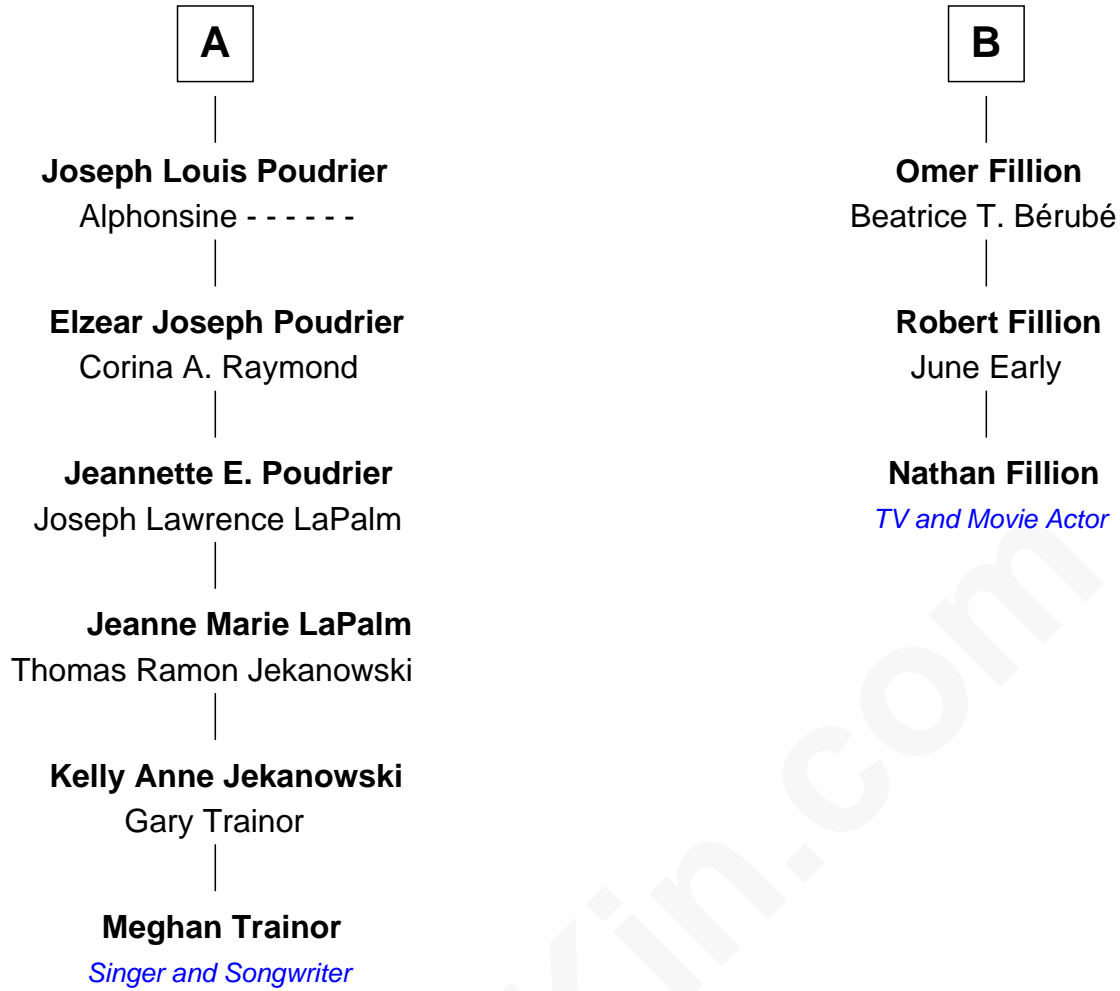 A
Joseph Louis Poudrier
Alphonsine - - - - - -
Elzear Joseph Poudrier
Corina A. Raymond
Jeannette E. Poudrier
Joseph Lawrence LaPalm
Jeanne Marie LaPalm
Thomas Ramon Jekanowski
Kelly Anne Jekanowski
Gary Trainor
Meghan Trainor
Singer and Songwriter
B
Omer Fillion
Beatrice T. Bérubé
Robert Fillion
June Early
Nathan Fillion
TV and Movie Actor
kin.com